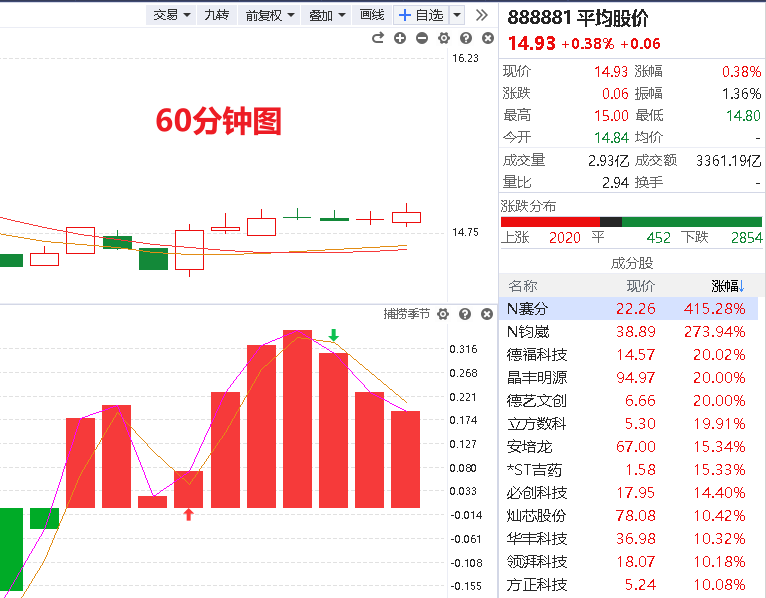 交易 九转 前复权 叠加 画线 自选
888881 平均股价
14.93 +0.38% +0.06
16.23
60分钟图
14.75
现价 14.93 涨幅 0.38%
涨跌 0.06 振幅 1.36%
最高 15.00 最低 14.80
今开 14.84 均价 -
成交量 2.93亿 成交额 3361.19亿
量比 2.94 换手 -
涨跌分布
上涨 2020 平 452 下跌 2854
成分股
名称 现价 涨幅↓
N赛分 22.26 415.28%
N钧崴 38.89 273.94%
德福科技 14.57 20.02%
晶丰明源 94.97 20.00%
德艺文创 6.66 20.00%
立方数科 5.30 19.91%
安培龙 67.00 15.34%
*ST吉药 1.58 15.33%
必创科技 17.95 14.40%
灿芯股份 78.08 10.42%
华丰科技 36.98 10.32%
领湃科技 18.07 10.18%
方正科技 5.24 10.08%
捕捞季节
0.316
0.268
0.221
0.174
0.127
0.080
0.033
-0.014
-0.061
-0.108
-0.155